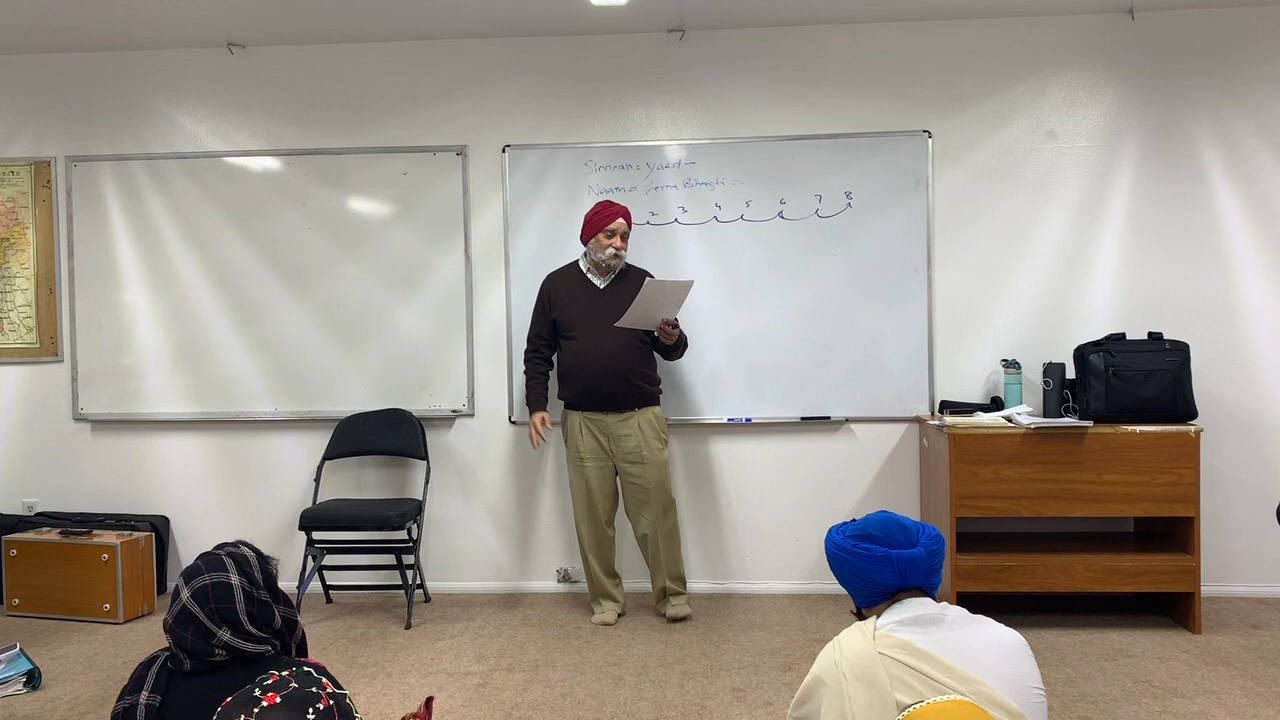 Simran = yaad -
Naam = Prema Bhagti -
2 3 4 5 6 7 8